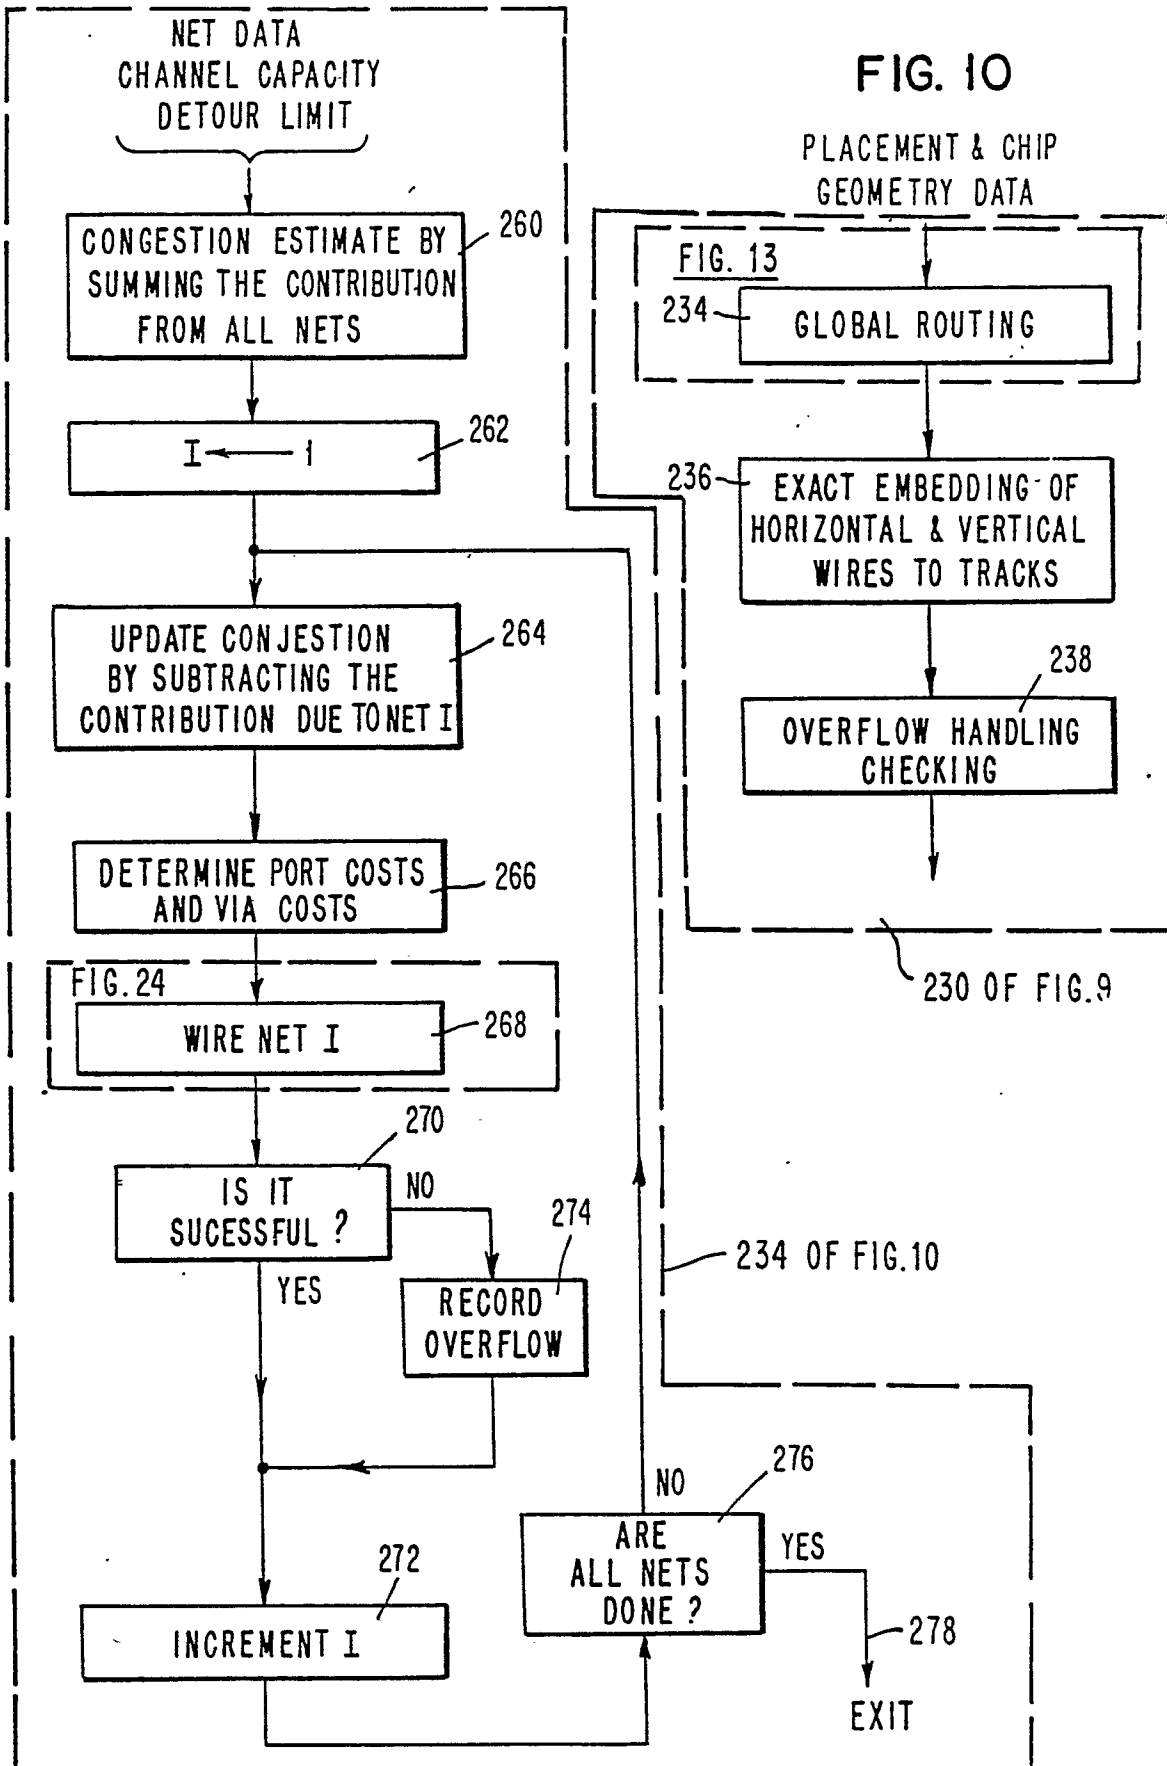 NET DATA
CHANNEL CAPACITY
DETOUR LIMIT
CONGESTION ESTIMATE BY
SUMMING THE CONTRIBUTION
FROM ALL NETS
260
I ← 1
262
UPDATE CONJESTION
BY SUBTRACTING THE
CONTRIBUTION DUE TO NET I
264
DETERMINE PORT COSTS
AND VIA COSTS
266
FIG. 24
WIRE NET I
268
270
IS IT
SUCESSFUL ?
NO
YES
274
RECORD
OVERFLOW
272
INCREMENT I
276
NO
ARE
ALL NETS
DONE ?
YES
278
EXIT
234 OF FIG.10
FIG. 10
PLACEMENT & CHIP
GEOMETRY DATA
FIG. 13
234
GLOBAL ROUTING
236
EXACT EMBEDDING OF
HORIZONTAL & VERTICAL
WIRES TO TRACKS
238
OVERFLOW HANDLING
CHECKING
230 OF FIG.9